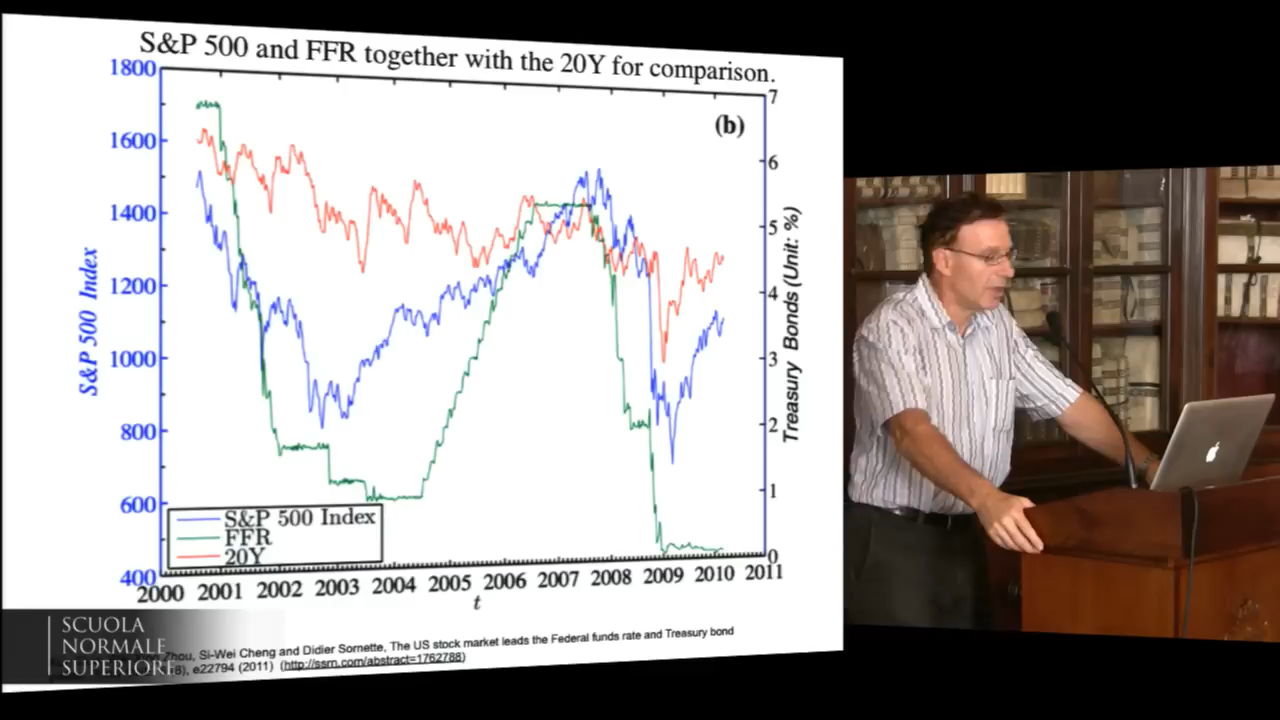 S&P 500 and FFR together with the 20Y for comparison.
(b)
1800
1600
1400
1200
1000
800
600
400
S&P 500 Index
7
6
5
4
3
2
1
0
Treasury Bonds (Unit: %)
S&P 500 Index
FFR
20Y
2000 2001 2002 2003 2004 2005 2006 2007 2008 2009 2010 2011
t
Zhou, Si-Wei Cheng and Didier Sornette, The US stock market leads the Federal funds rate and Treasury bond
e22794 (2011) (http://ssrn.com/abstract=1762788)
SCUOLA
NORMALE
SUPERIORE